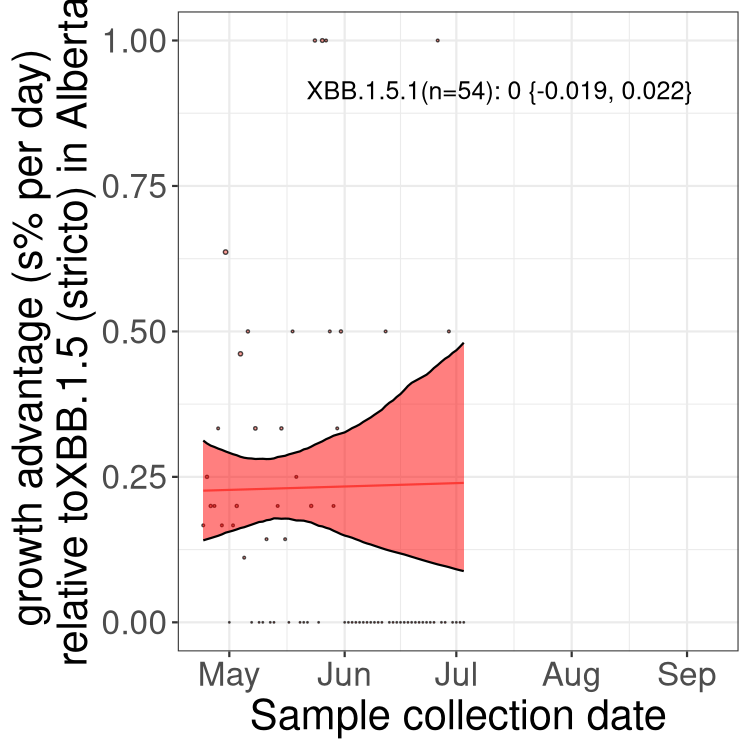 growth advantage (s% per day)
relative toXBB.1.5 (stricto) in Alberta
1.00
0.75
0.50
0.25
0.00
XBB.1.5.1(n=54): 0 {-0.019, 0.022}
May Jun Jul Aug Sep
Sample collection date